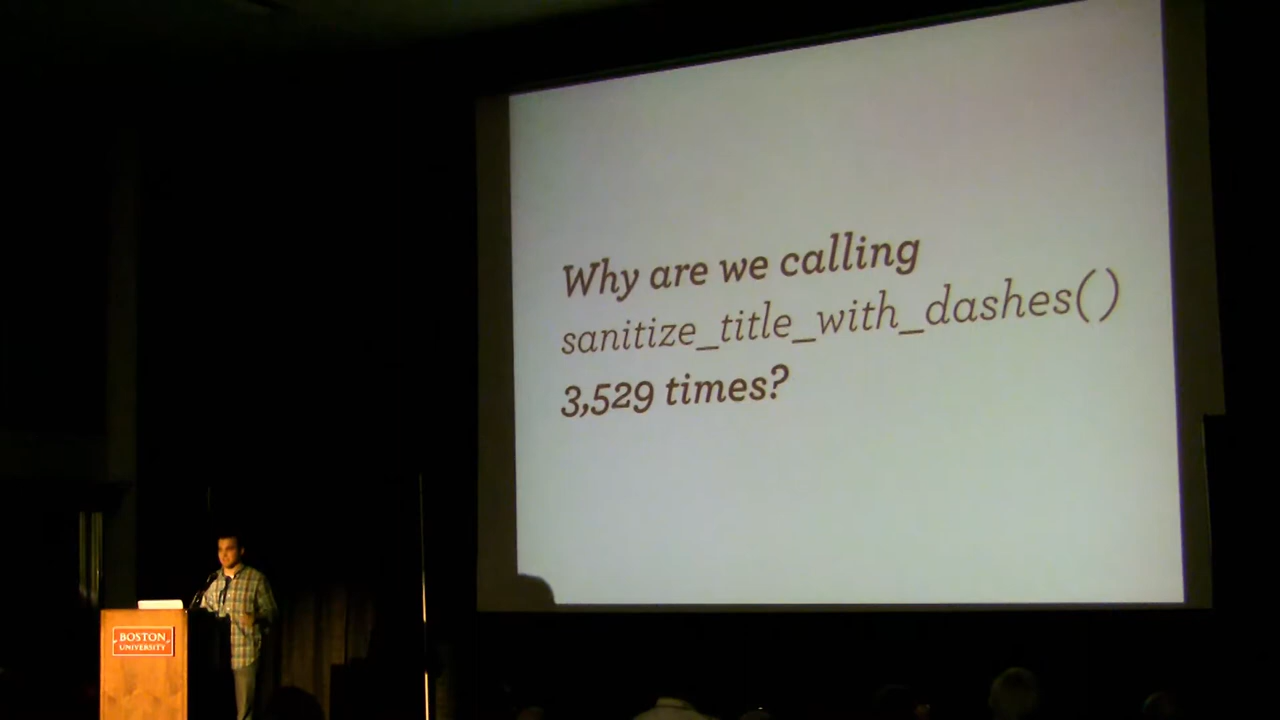 Why are we calling
sanitize_title_with_dashes()
3,529 times?
BOSTON
UNIVERSITY